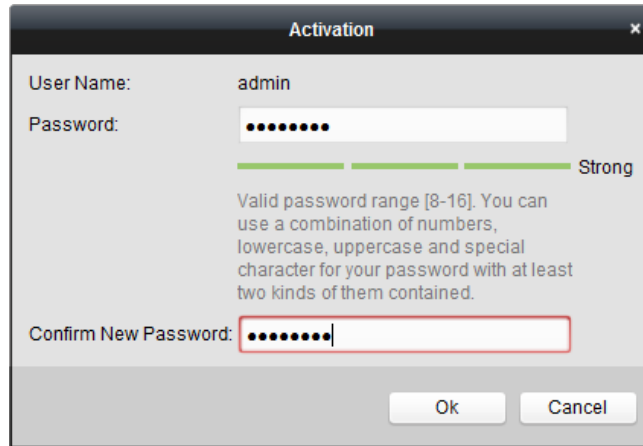 Activation ×
User Name: admin
Password: ●●●●●●●●
Strong
Valid password range [8-16]. You can
use a combination of numbers,
lowercase, uppercase and special
character for your password with at least
two kinds of them contained.
Confirm New Password: ●●●●●●●●
Ok Cancel